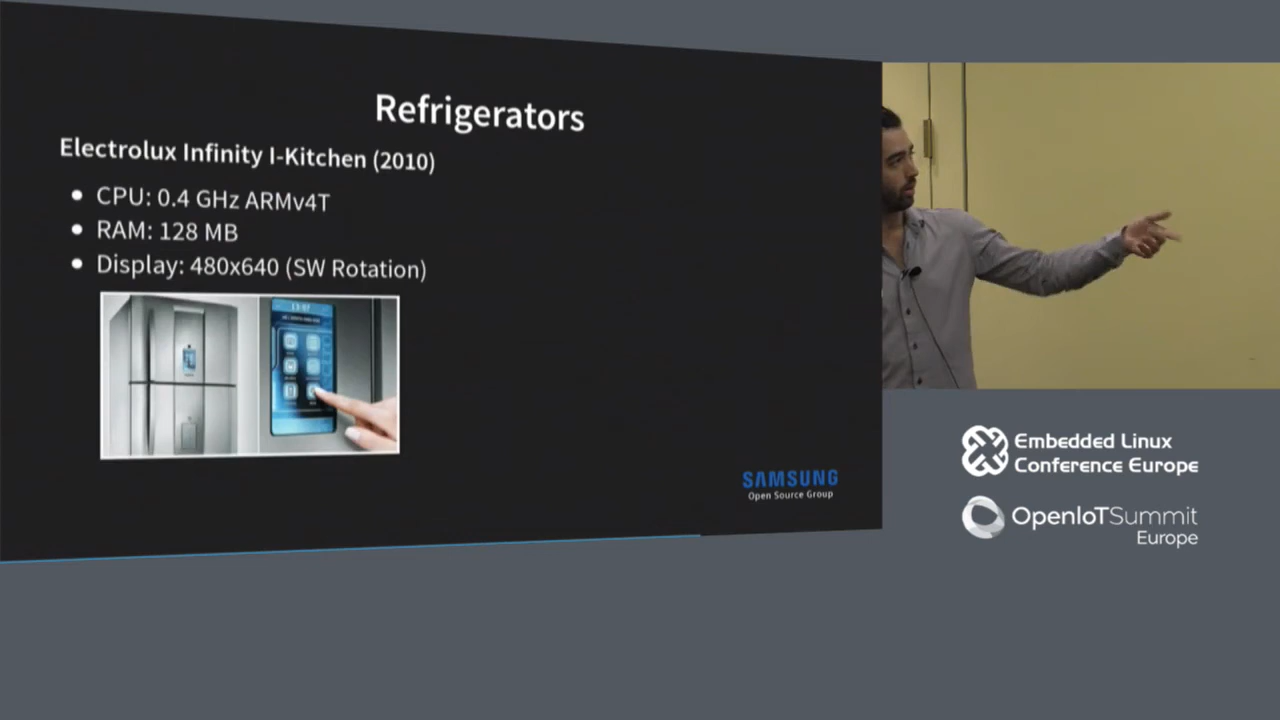 Refrigerators
Electrolux Infinity I-Kitchen (2010)
CPU: 0.4 GHz ARMv4T
RAM: 128 MB
Display: 480x640 (SW Rotation)
SAMSUNG
Open Source Group
Embedded Linux
Conference Europe
OpenIoTSummit
Europe